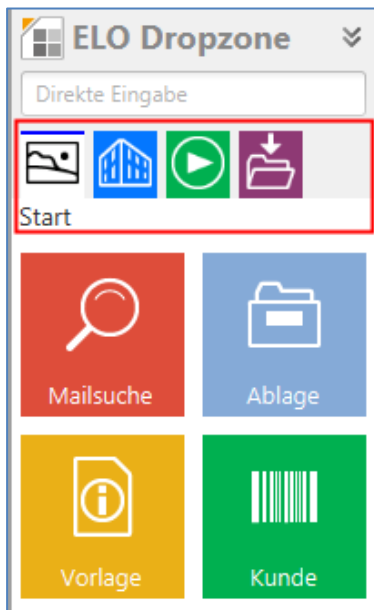 ELO Dropzone
Direkte Eingabe
Start
Mailsuche
Ablage
Vorlage
Kunde